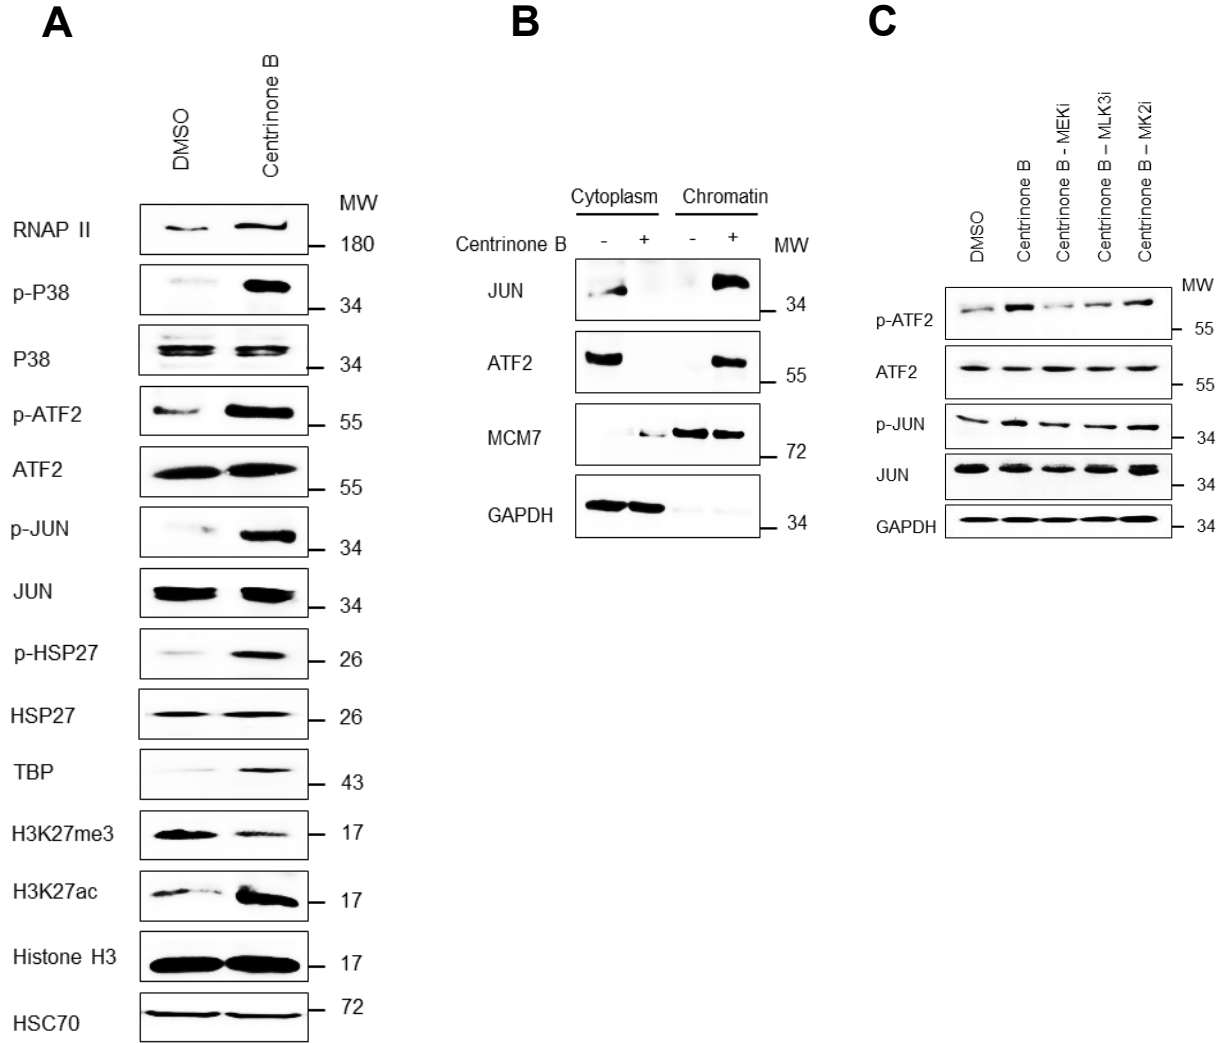 A
DMSO
Centrinone B
MW
RNAP II
180
p-P38
34
P38
34
p-ATF2
55
ATF2
55
p-JUN
34
JUN
34
p-HSP27
26
HSP27
26
TBP
43
H3K27me3
17
H3K27ac
17
Histone H3
17
HSC70
72
B
Cytoplasm Chromatin
Centrinone B - + - + MW
JUN
34
ATF2
55
MCM7
72
GAPDH
34
C
DMSO
Centrinone B
Centrinone B - MEKi
Centrinone B – MLK3i
Centrinone B – MK2i
MW
p-ATF2
55
ATF2
55
p-JUN
34
JUN
34
GAPDH
34